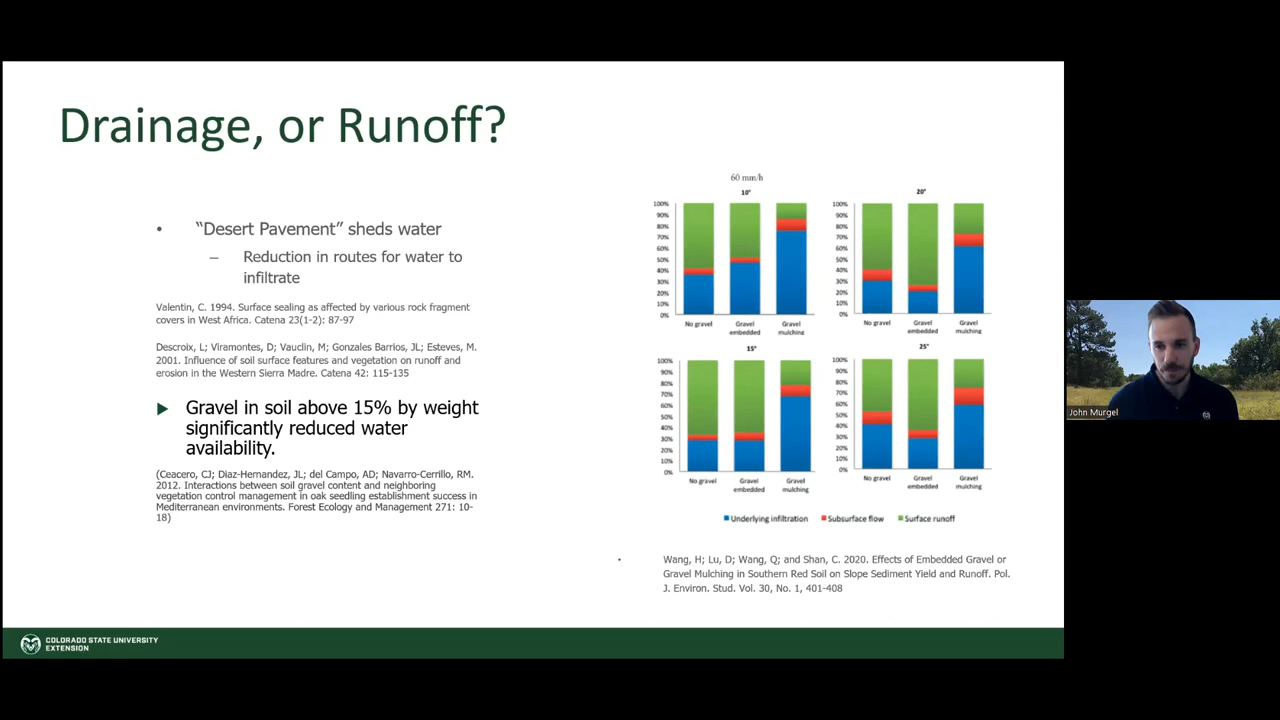 Drainage, or Runoff?
• “Desert Pavement” sheds water
– Reduction in routes for water to
infiltrate
Valentin, C. 1994. Surface sealing as affected by various rock fragment
covers in West Africa. Catena 23(1-2): 87-97
Descroix, L; Viramontes, D; Vauclin, M; Gonzales Barrios, JL; Esteves, M.
2001. Influence of soil surface features and vegetation on runoff and
erosion in the Western Sierra Madre. Catena 42: 115-135
Gravel in soil above 15% by weight
significantly reduced water
availability.
(Ceacero, CJ; Diaz-Hernandez, JL; del Campo, AD; Navarro-Cerrillo, RM.
2012. Interactions between soil gravel content and neighboring
vegetation control management in oak seedling establishment success in
Mediterranean environments. Forest Ecology and Management 271: 10-
18)
60 mm/h
10°
100%
90%
80%
70%
60%
50%
40%
30%
20%
10%
0%
No gravel
Gravel
embedded
Gravel
mulching
20°
100%
90%
80%
70%
60%
50%
40%
30%
20%
10%
0%
No gravel
Gravel
embedded
Gravel
mulching
15°
100%
90%
80%
70%
60%
50%
40%
30%
20%
10%
0%
No gravel
Gravel
embedded
Gravel
mulching
25°
100%
90%
80%
70%
60%
50%
40%
30%
20%
10%
0%
No gravel
Gravel
embedded
Gravel
mulching
Underlying infiltration Subsurface flow Surface runoff
• Wang, H; Lu, D; Wang, Q; and Shan, C. 2020. Effects of Embedded Gravel or
Gravel Mulching in Southern Red Soil on Slope Sediment Yield and Runoff. Pol.
J. Environ. Stud. Vol. 30, No. 1, 401-408
COLORADO STATE UNIVERSITY
EXTENSION
John Murgel